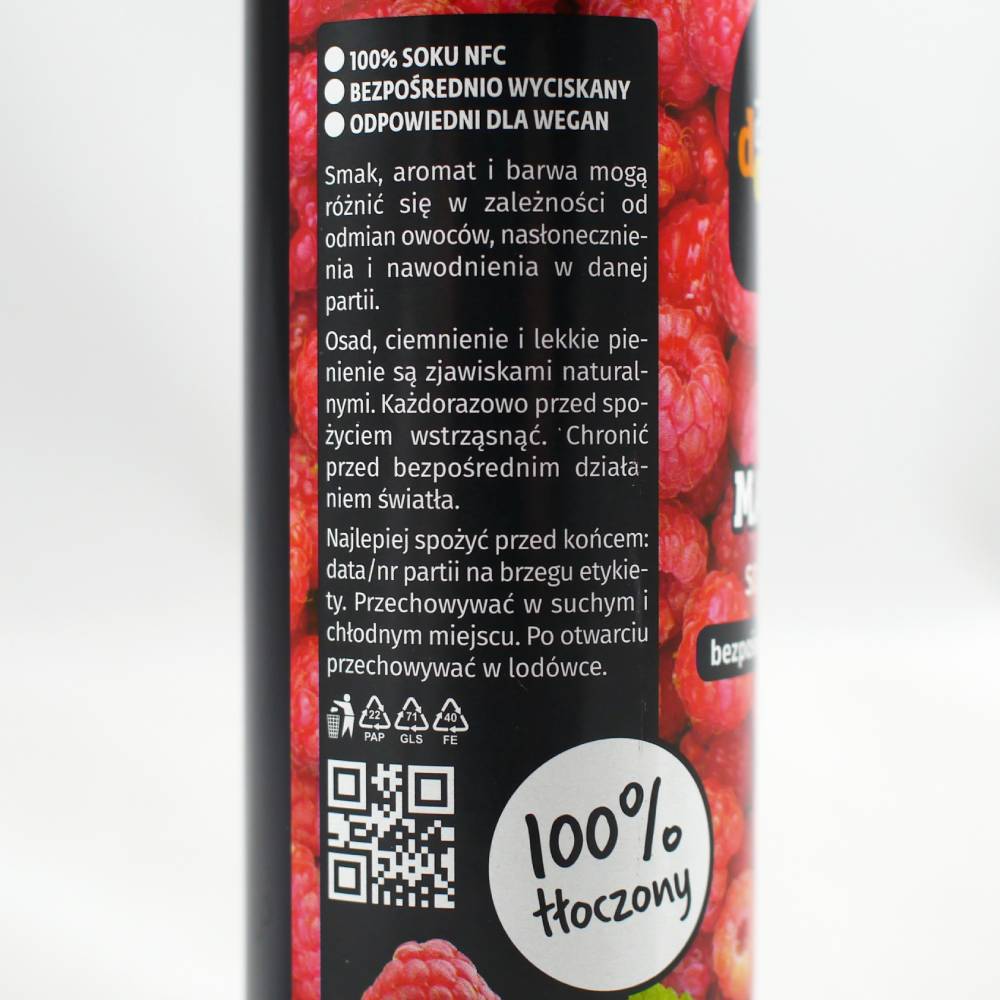 100% SOKU NFC
BEZPOŚREDNIO WYCISKANY
ODPOWIEDNI DLA WEGAN
Smak, aromat i barwa mogą
różnić się w zależności od
odmian owoców, nasłonecznie-
nia i nawodnienia w danej
partii.
Osad, ciemnienie i lekkie pie-
nienie są zjawiskami natural-
nymi. Każdorazowo przed spo-
życiem wstrząsnąć. Chronić
przed bezpośrednim działa-
niem światła.
Najlepiej spożyć przed końcem:
data/nr partii na brzegu etykie-
ty. Przechowywać w suchym i
chłodnym miejscu. Po otwarciu
przechowywać w lodówce.
22 71 40
PAP GLS FE
100%
tłoczony